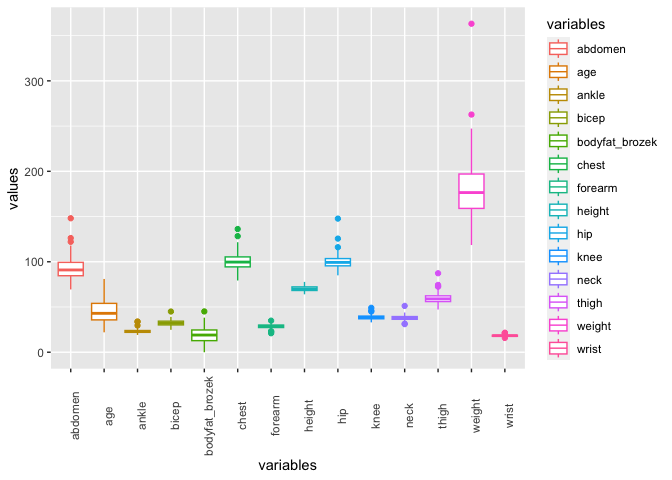 values
300
200
100
0
abdomen
age
ankle
bicep
bodyfat_brozek
chest
forearm
height
hip
knee
neck
thigh
weight
wrist
variables
variables
abdomen
age
ankle
bicep
bodyfat_brozek
chest
forearm
height
hip
knee
neck
thigh
weight
wrist